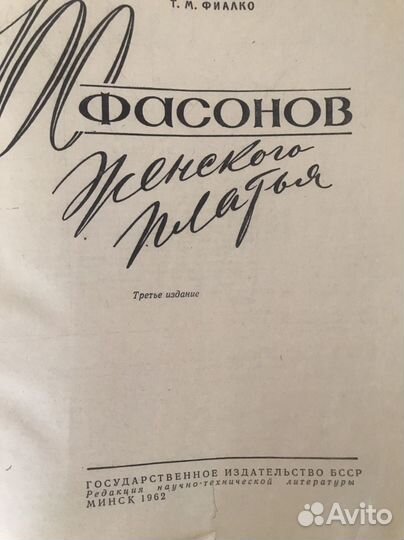 Т. М. ФИАЛКО
ФАСОНОВ
женского
платья
Третье издание
ГОСУДАРСТВЕННОЕ ИЗДАТЕЛЬСТВО БССР
Редакция научно-технической литературы
МИНСК 1962
Avito